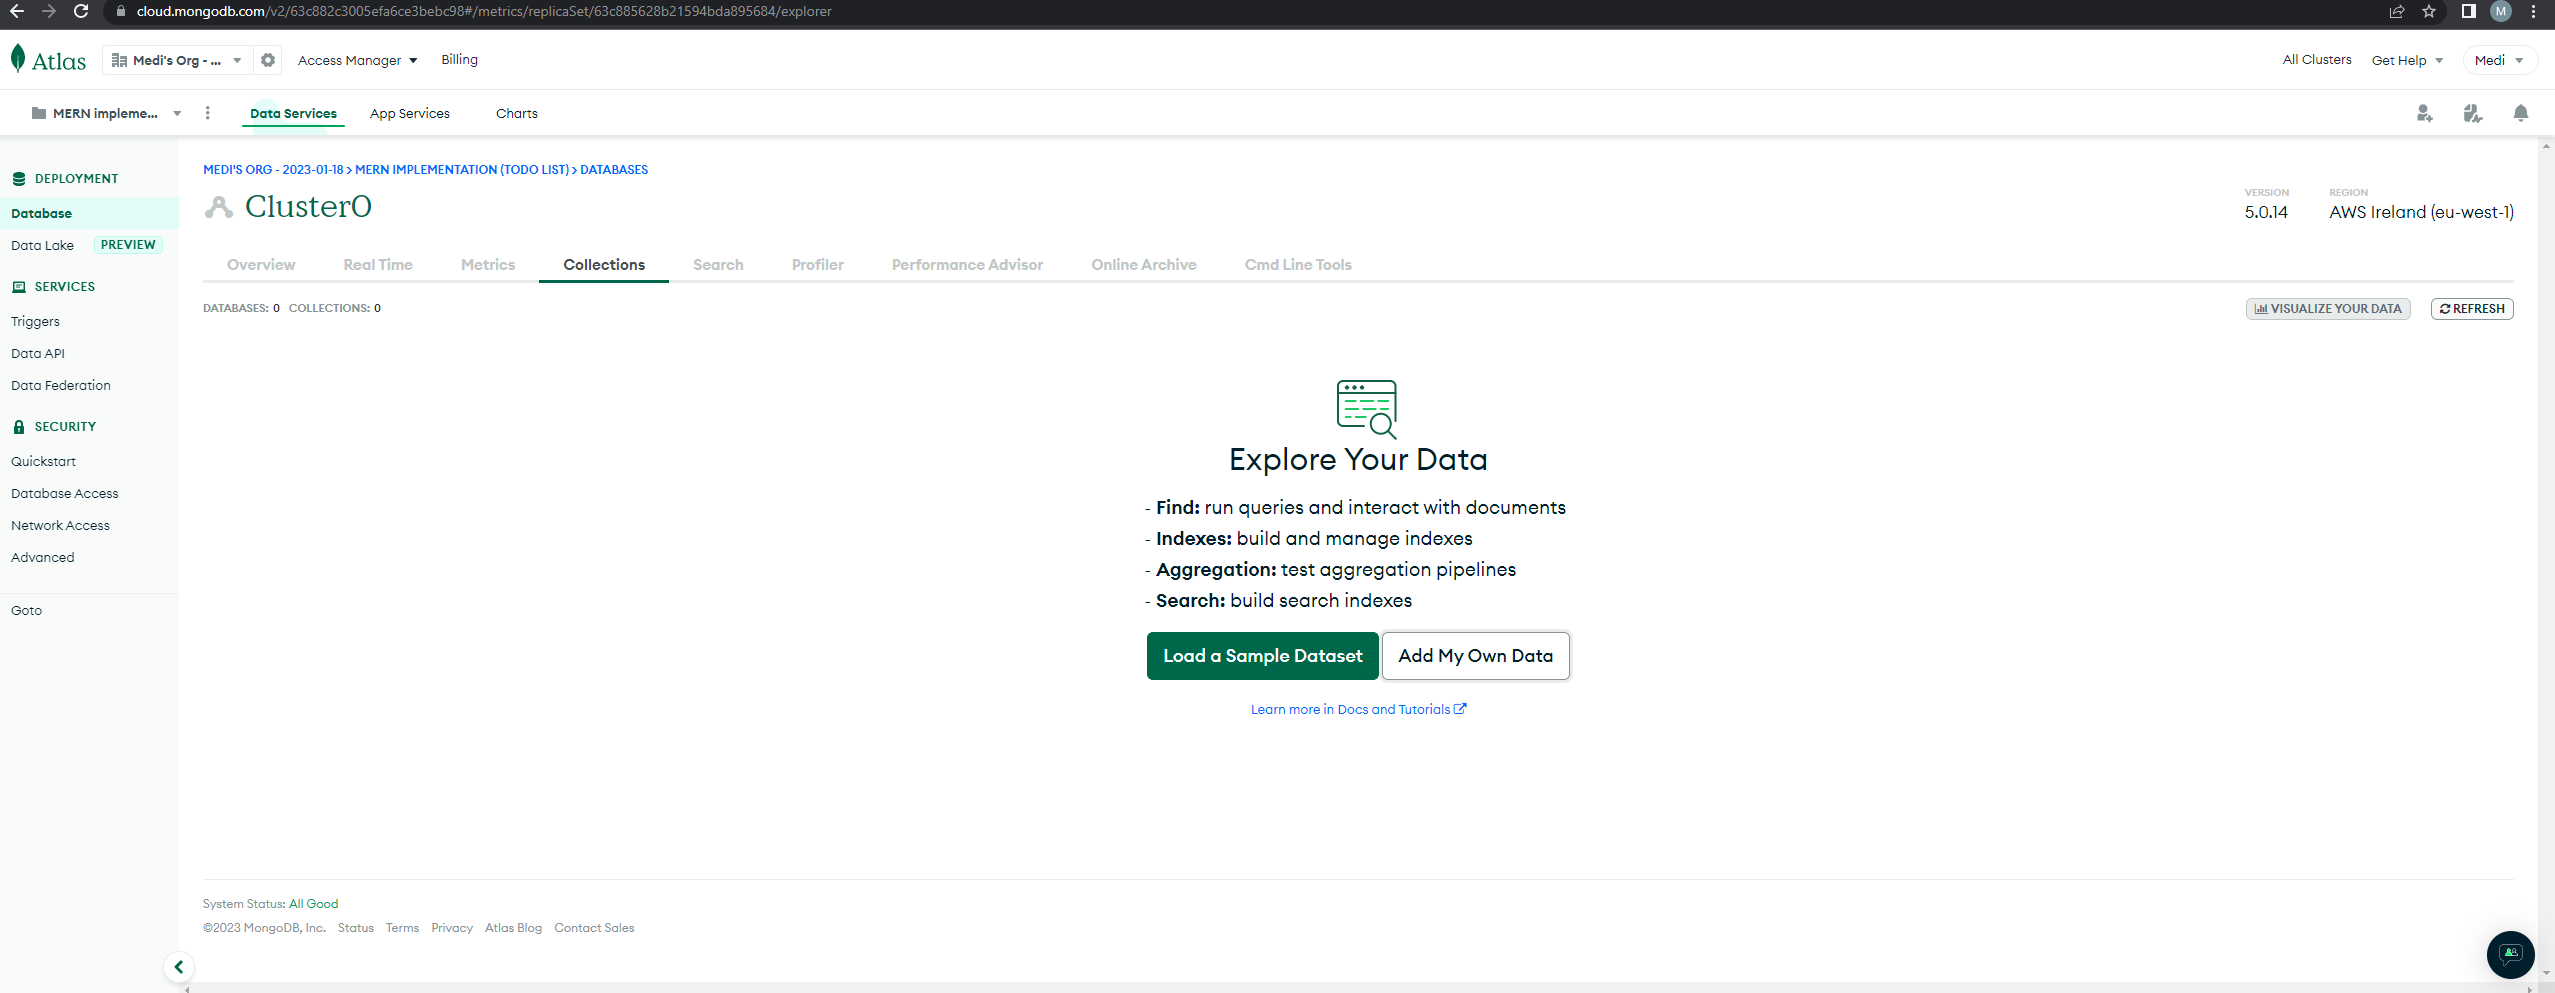 cloud.mongodb.com/v2/63c882c3005efa6ce3bebc98#/metrics/replicaSet/63c885628b21594bda895684/explorer
M
Atlas
Medi's Org - ...
Access Manager
Billing
All Clusters
Get Help
Medi
MERN impleme...
Data Services
App Services
Charts
DEPLOYMENT
Database
Data Lake
PREVIEW
SERVICES
Triggers
Data API
Data Federation
SECURITY
Quickstart
Database Access
Network Access
Advanced
Goto
MEDI'S ORG - 2023-01-18 > MERN IMPLEMENTATION (TODO LIST) > DATABASES
Cluster0
VERSION
5.0.14
REGION
AWS Ireland (eu-west-1)
Overview
Real Time
Metrics
Collections
Search
Profiler
Performance Advisor
Online Archive
Cmd Line Tools
DATABASES: 0 COLLECTIONS: 0
VISUALIZE YOUR DATA
REFRESH
Explore Your Data
- Find: run queries and interact with documents
- Indexes: build and manage indexes
- Aggregation: test aggregation pipelines
- Search: build search indexes
Load a Sample Dataset
Add My Own Data
Learn more in Docs and Tutorials
System Status: All Good
©2023 MongoDB, Inc. Status Terms Privacy Atlas Blog Contact Sales